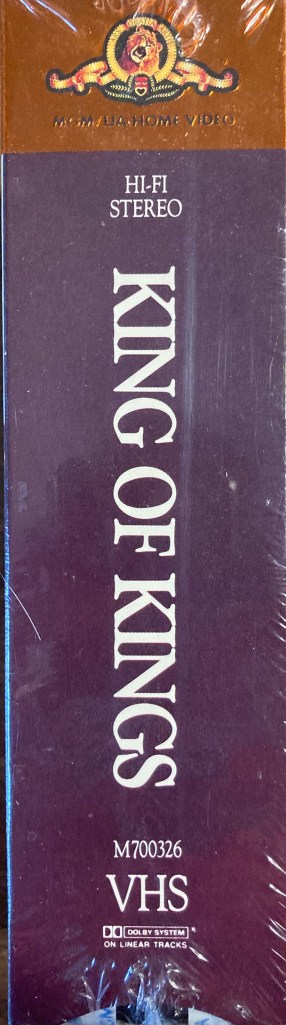 MGM/UA HOME VIDEO
HI-FI
STEREO
KING OF KINGS
M700326
VHS
DOLBY SYSTEM®
ON LINEAR TRACKS